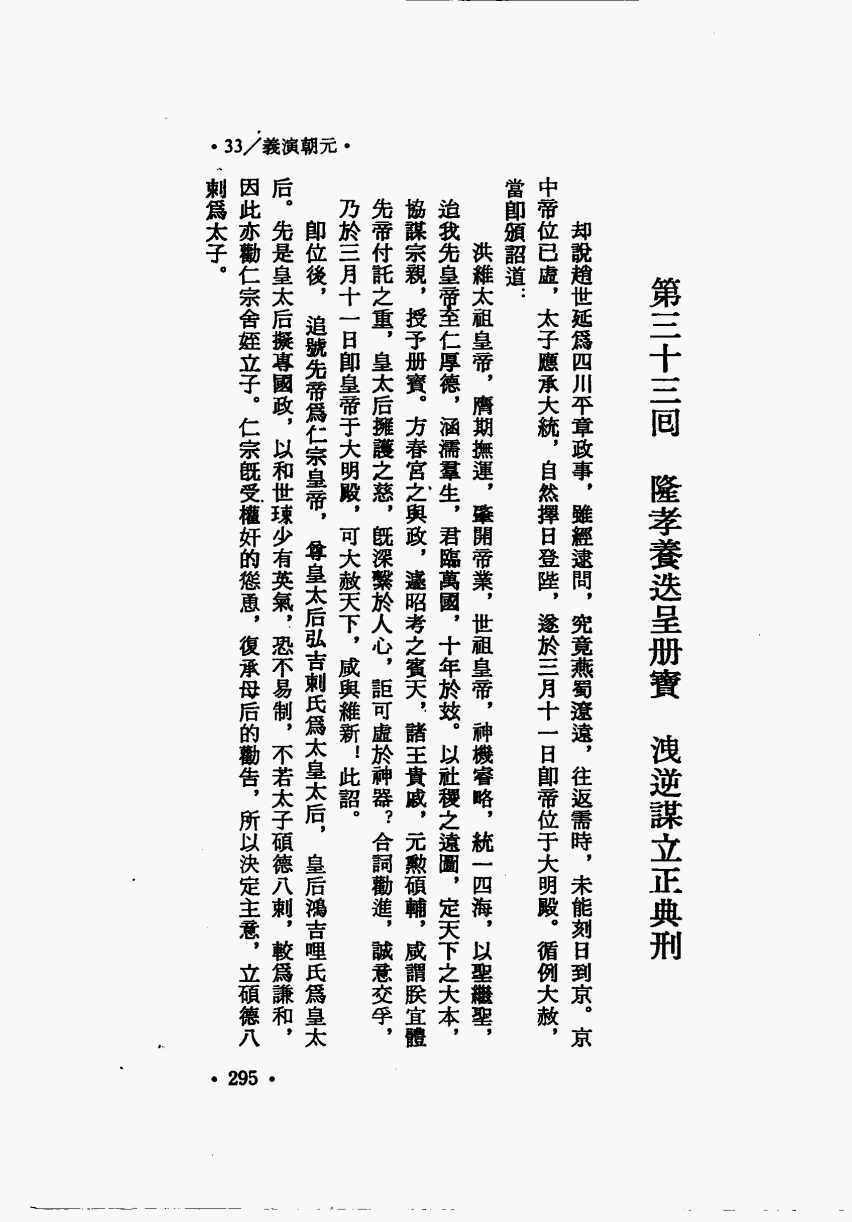 •33/義演朝元•
第三十三回　隆孝養迭呈册寶　洩逆謀立正典刑
却說趙世延爲四川平章政事，雖經逮問，究竟燕蜀遼遠，往返需時，未能刻日到京。京
中帝位已虛，太子應承大統，自然擇日登陛，遂於三月十一日卽帝位于大明殿。循例大赦，
當卽頒詔道：
洪維太祖皇帝，膺期撫運，肇開帝業，世祖皇帝，神機睿略，統一四海，以聖繼聖，
迨我先皇帝至仁厚德，涵濡羣生，君臨萬國，十年於玆。以社稷之遠圖，定天下之大本，
協謀宗親，授予册寶。方春宮之與政，遽昭考之賓天，諸王貴戚，元勲碩輔，咸謂朕宜體
先帝付託之重，皇太后擁護之慈，旣深繫於人心，詎可虛於神器？合詞勸進，誠意交孚，
乃於三月十一日卽皇帝于大明殿，可大赦天下，咸與維新！此詔。
卽位後，追號先帝爲仁宗皇帝，尊皇太后弘吉剌氏爲太皇太后，皇后鴻吉哩氏爲皇太
后。先是皇太后擬專國政，以和世㻋少有英氣，恐不易制，不若太子碩德八剌，較爲謙和，
因此亦勸仁宗舍姪立子。仁宗旣受權奸的慫恿，復承母后的勸告，所以決定主意，立碩德八
剌爲太子。
•295•